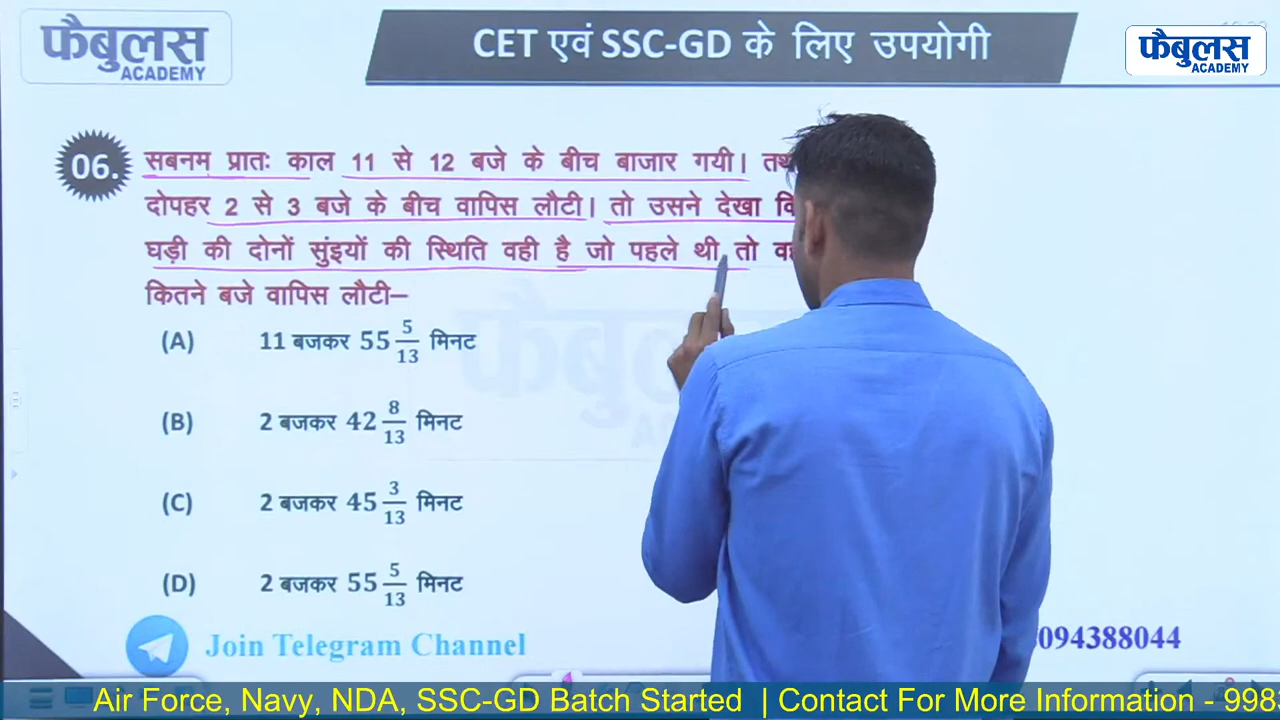 फैबुलस
ACADEMY
CET एवं SSC-GD के लिए उपयोगी
फैबुलस
ACADEMY
06. सबनम प्रातः काल 11 से 12 बजे के बीच बाजार गयी।
दोपहर 2 से 3 बजे के बीच वापिस लौटी। तो उसने देखा
घड़ी की दोनों सुंइयों की स्थिति वही है जो पहले थी तो
कितने बजे वापिस लौटी–
(A) 11 बजकर 55 5/13 मिनट
(B) 2 बजकर 42 8/13 मिनट
(C) 2 बजकर 45 3/13 मिनट
(D) 2 बजकर 55 5/13 मिनट
Join Telegram Channel
094388044
Air Force, Navy, NDA, SSC-GD Batch Started | Contact For More Information - 998